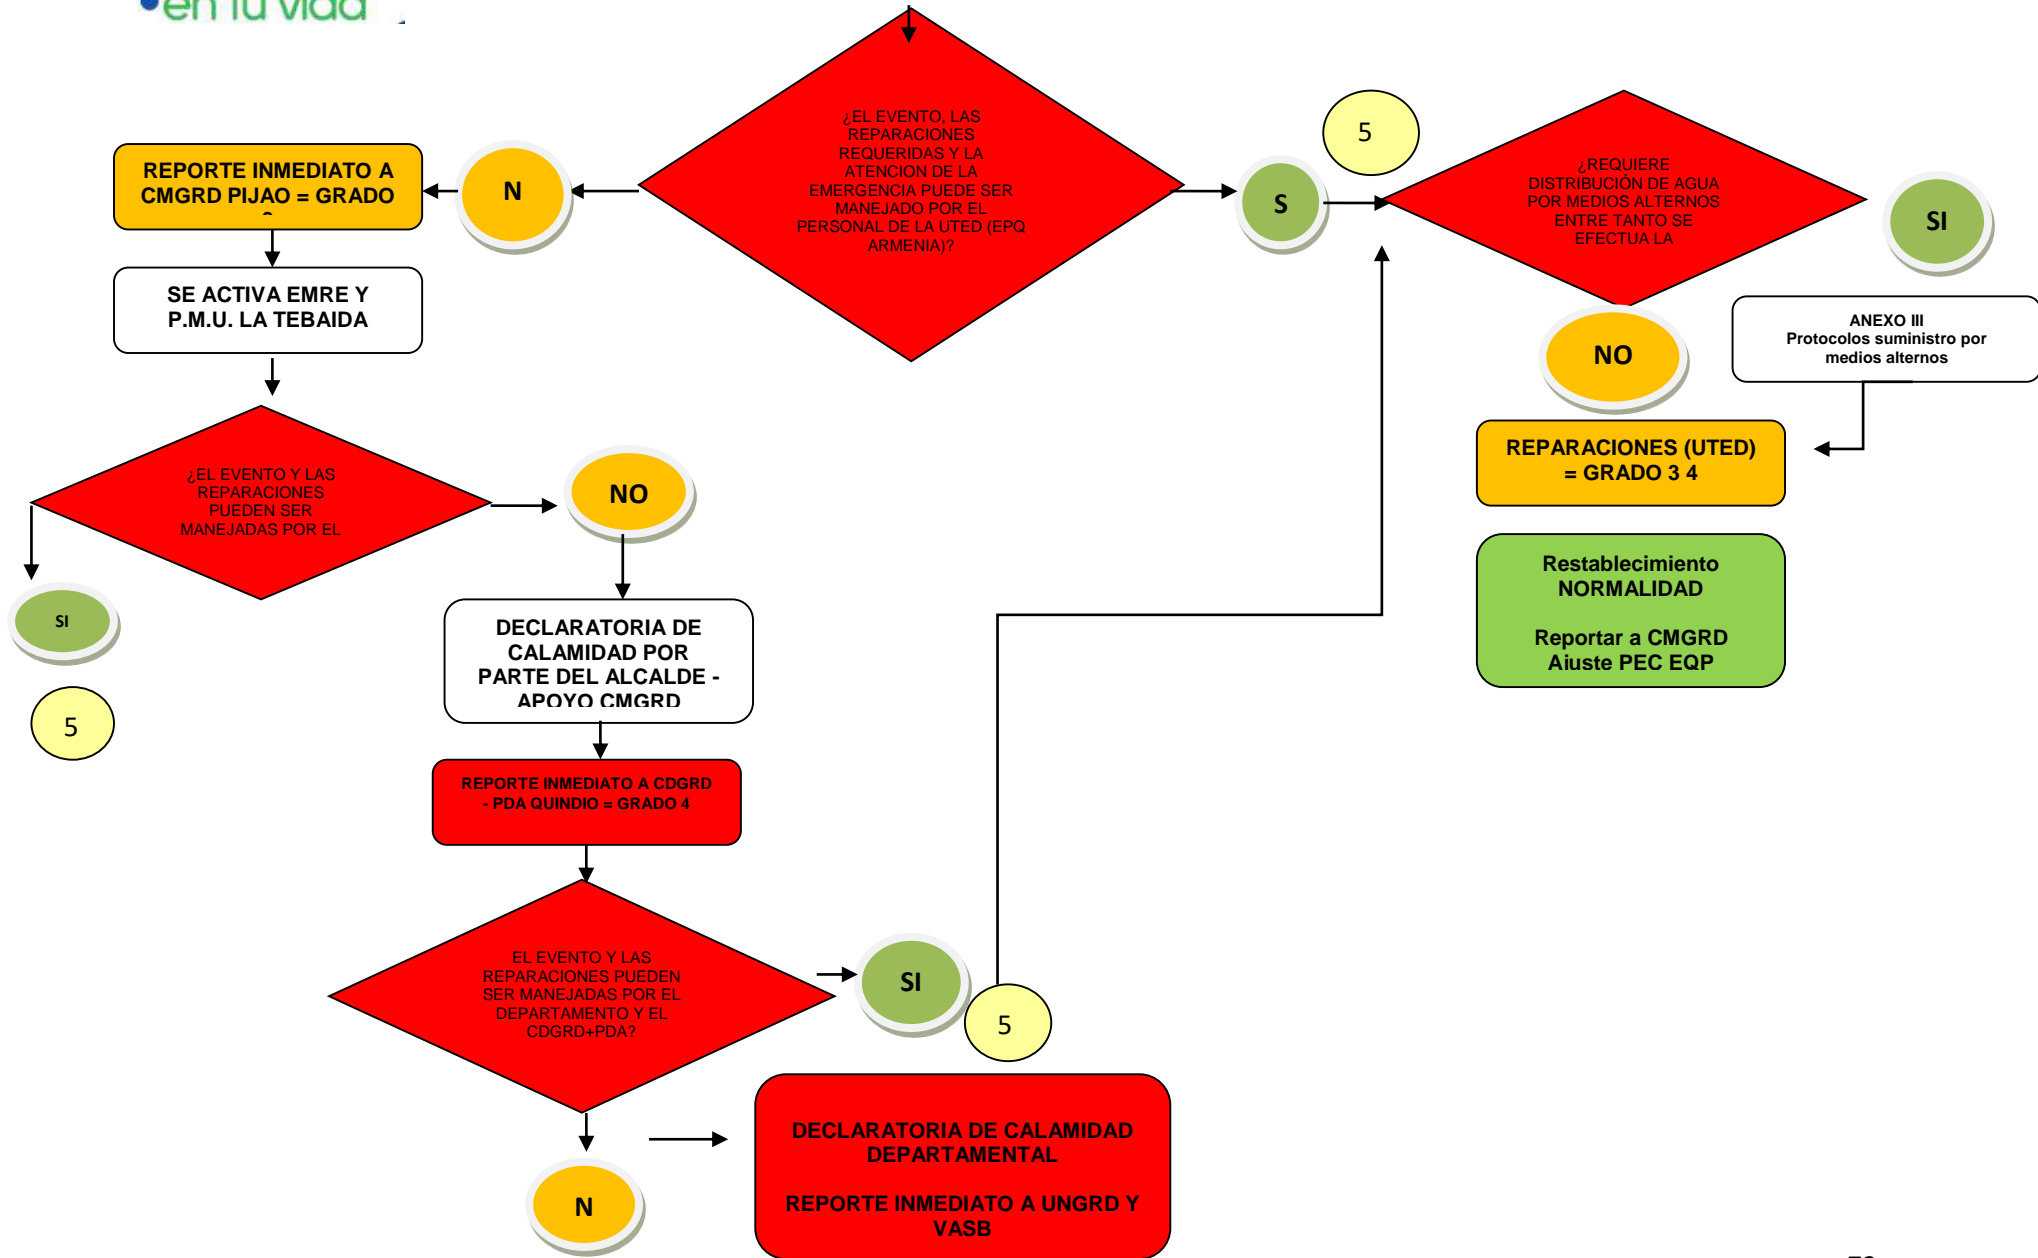 en tu vida
¿EL EVENTO, LAS
REPARACIONES
REQUERIDAS Y LA
ATENCION DE LA
EMERGENCIA PUEDE SER
MANEJADO POR EL
PERSONAL DE LA UTED (EPQ
ARMENIA)?
N
REPORTE INMEDIATO A
CMGRD PIJAO = GRADO
S
5
¿REQUIERE
DISTRIBUCIÓN DE AGUA
POR MEDIOS ALTERNOS
ENTRE TANTO SE
EFECTUA LA
SI
SE ACTIVA EMRE Y
P.M.U. LA TEBAIDA
NO
ANEXO III
Protocolos suministro por
medios alternos
REPARACIONES (UTED)
= GRADO 3 4
Restablecimiento
NORMALIDAD
Reportar a CMGRD
Ajuste PEC EQP
¿EL EVENTO Y LAS
REPARACIONES
PUEDEN SER
MANEJADAS POR EL
NO
SI
5
DECLARATORIA DE
CALAMIDAD POR
PARTE DEL ALCALDE -
APOYO CMGRD
REPORTE INMEDIATO A CDGRD
- PDA QUINDIO = GRADO 4
EL EVENTO Y LAS
REPARACIONES PUEDEN
SER MANEJADAS POR EL
DEPARTAMENTO Y EL
CDGRD+PDA?
SI
5
N
DECLARATORIA DE CALAMIDAD
DEPARTAMENTAL
REPORTE INMEDIATO A UNGRD Y
VASB